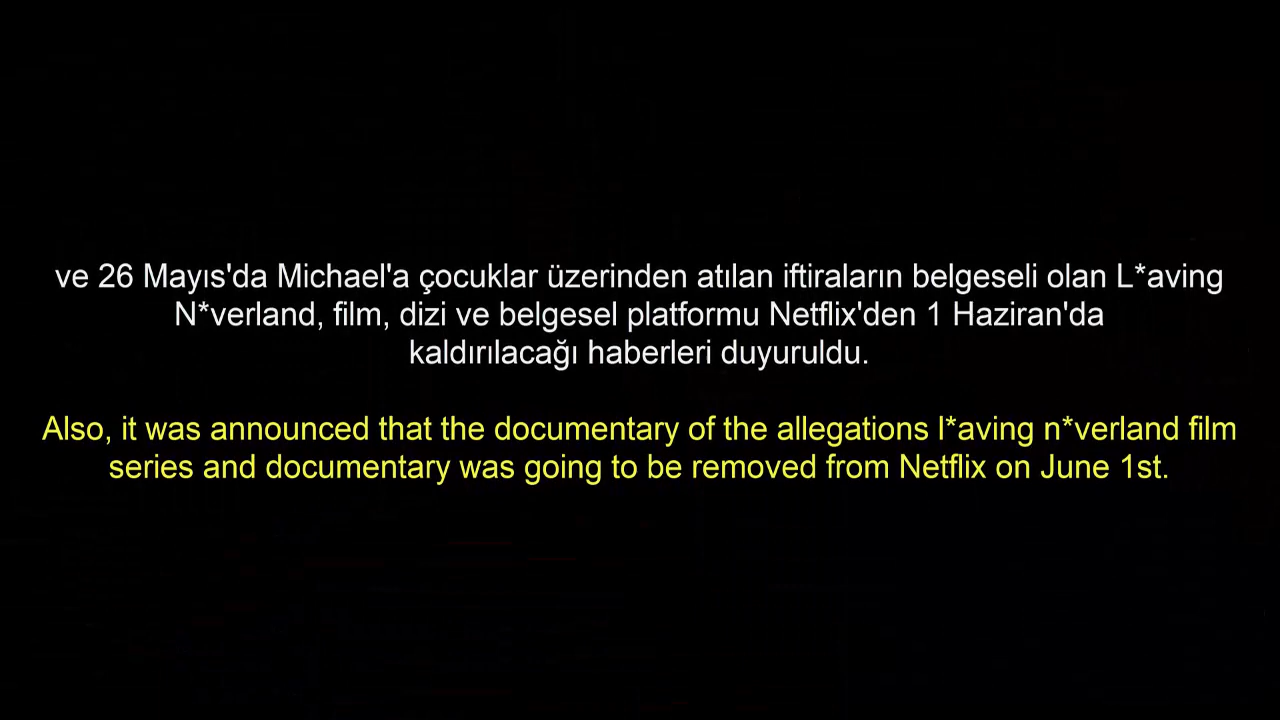 ve 26 Mayıs'da Michael'a çocuklar üzerinden atılan iftiraların belgeseli olan L*aving
N*verland, film, dizi ve belgesel platformu Netflix'den 1 Haziran'da
kaldırılacağı haberleri duyuruldu.
Also, it was announced that the documentary of the allegations l*aving n*verland film
series and documentary was going to be removed from Netflix on June 1st.